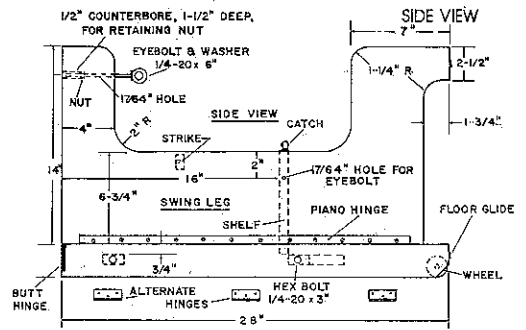 1/2" COUNTERBORE, 1-1/2" DEEP,
FOR RETAINING NUT
SIDE VIEW
7"
EYEBOLT & WASHER
1/4-20 x 6"
2-1/2"
1-1/4" R.
NUT
17/64" HOLE
SIDE VIEW
CATCH
1-3/4"
4"
2" R.
STRIKE
2"
14"
16"
17/64" HOLE FOR
EYEBOLT
6-3/4"
SWING LEG
SHELF
PIANO HINGE
FLOOR GLIDE
3/4"
WHEEL
BUTT
HINGE
HEX BOLT
1/4-20 x 3"
ALTERNATE
HINGES
28"